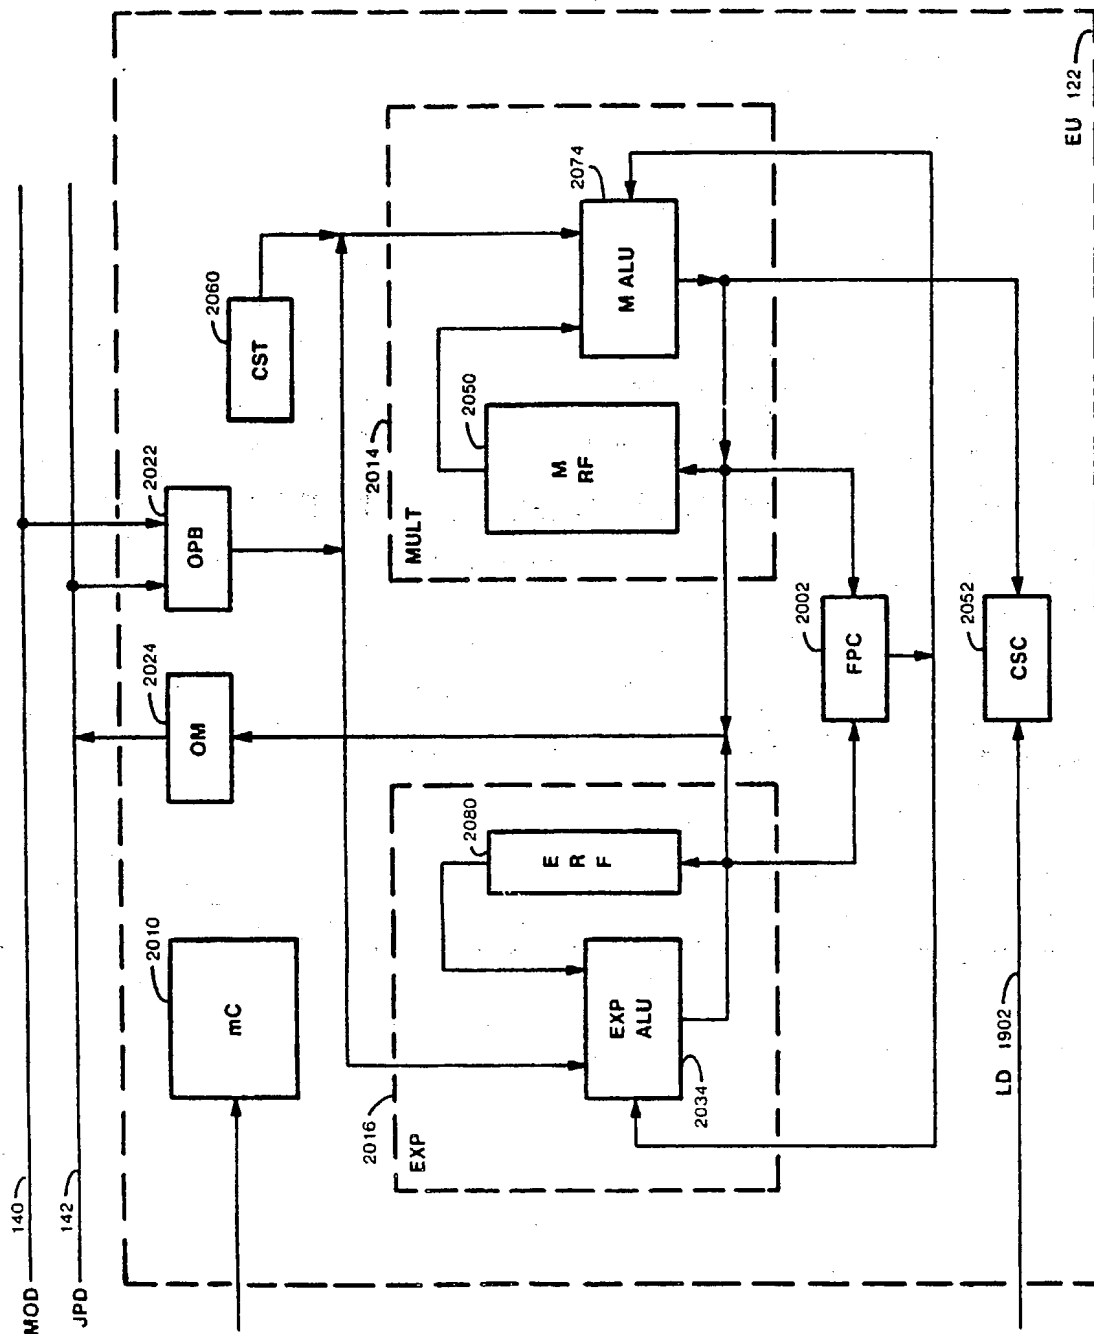 MOD
140
JPD
142
mC
2010
OM
2024
OPB
2022
CST
2060
EXP
2016
EXP
ALU
2034
E
R
F
2080
MULT
2014
M
RF
2050
M ALU
2074
FPC
2002
CSC
2052
LD 1902
EU 122